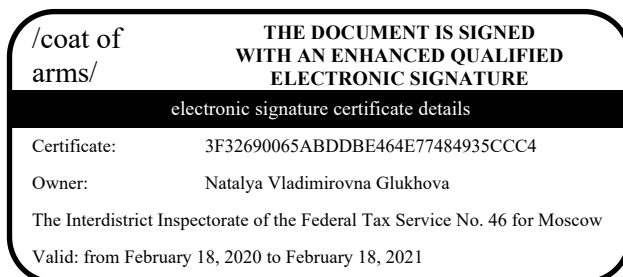 /coat of
arms/
THE DOCUMENT IS SIGNED
WITH AN ENHANCED QUALIFIED
ELECTRONIC SIGNATURE
electronic signature certificate details
Certificate: 3F32690065ABDDBE464E77484935CCC4
Owner: Natalya Vladimirovna Glukhova
The Interdistrict Inspectorate of the Federal Tax Service No. 46 for Moscow
Valid: from February 18, 2020 to February 18, 2021